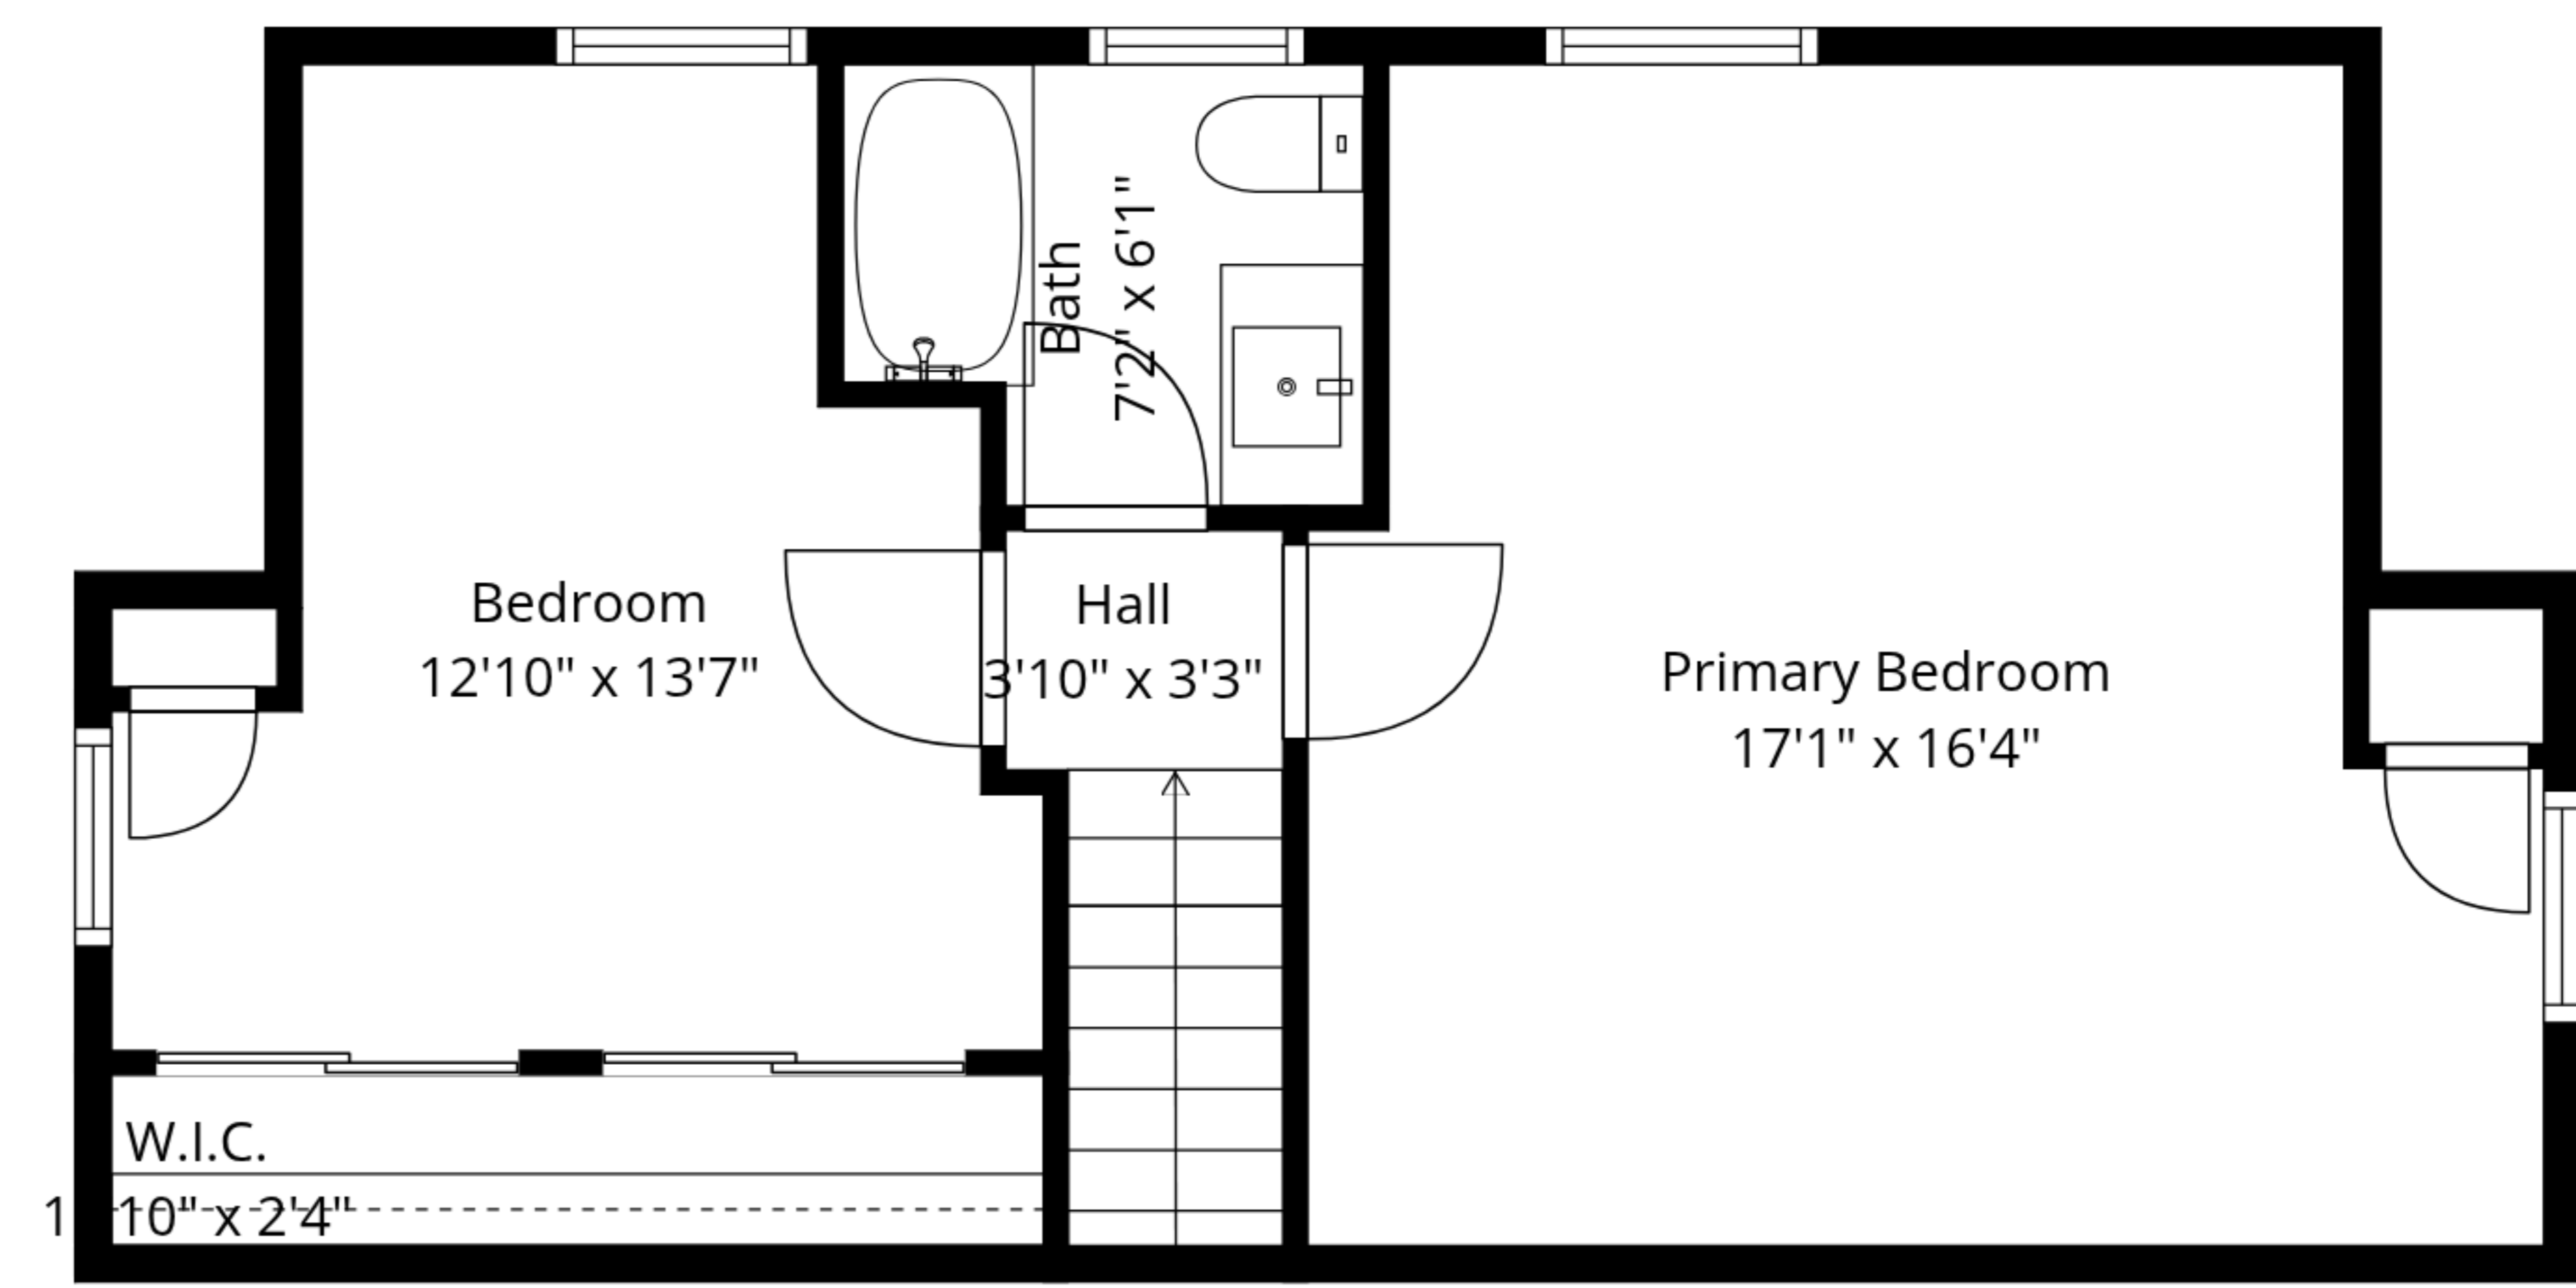 Bath
7'2" x 6'1"
Bedroom
12'10" x 13'7"
Hall
3'10" x 3'3"
Primary Bedroom
17'1" x 16'4"
W.I.C.
10" x 2'4"